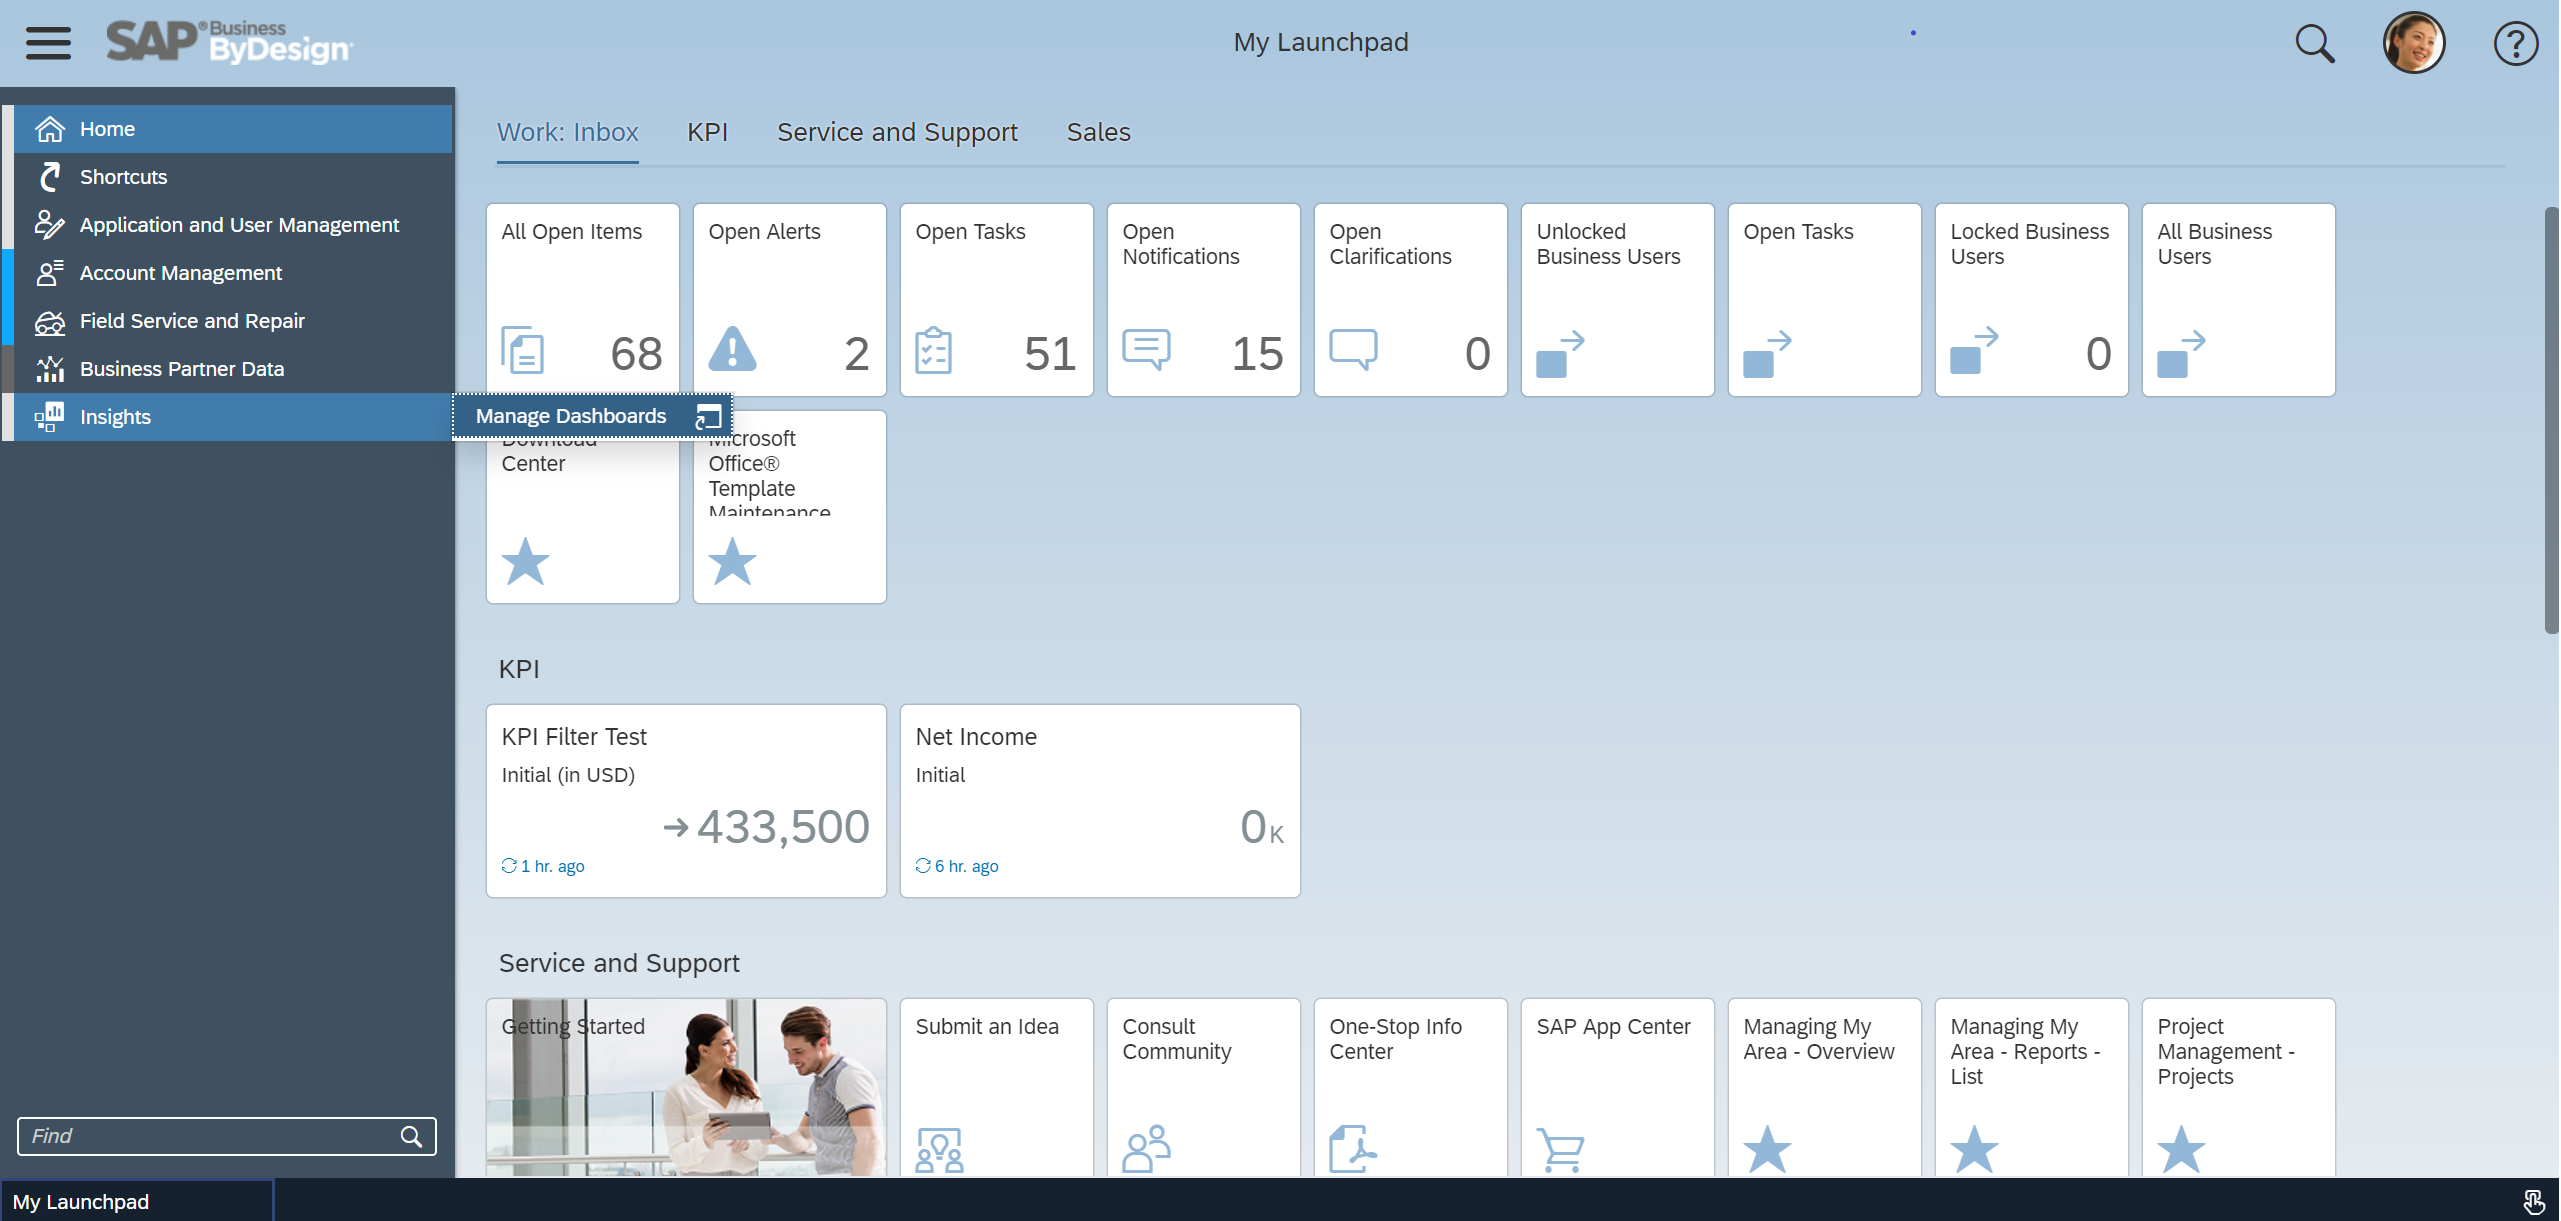 SAP® Business
ByDesign®
My Launchpad
Home
Shortcuts
Application and User Management
Account Management
Field Service and Repair
Business Partner Data
Insights
Manage Dashboards
Find
Work: Inbox
KPI
Service and Support
Sales
All Open Items
68
Open Alerts
2
Open Tasks
51
Open
Notifications
15
Open
Clarifications
0
Unlocked
Business Users
Open Tasks
Locked Business
Users
0
All Business
Users
Download
Center
Microsoft
Office®
Template
Maintenance
KPI
KPI Filter Test
Initial (in USD)
433,500
1 hr. ago
Net Income
Initial
0K
6 hr. ago
Service and Support
Getting Started
Submit an Idea
Consult
Community
One-Stop Info
Center
SAP App Center
Managing My
Area - Overview
Managing My
Area - Reports -
List
Project
Management -
Projects
My Launchpad